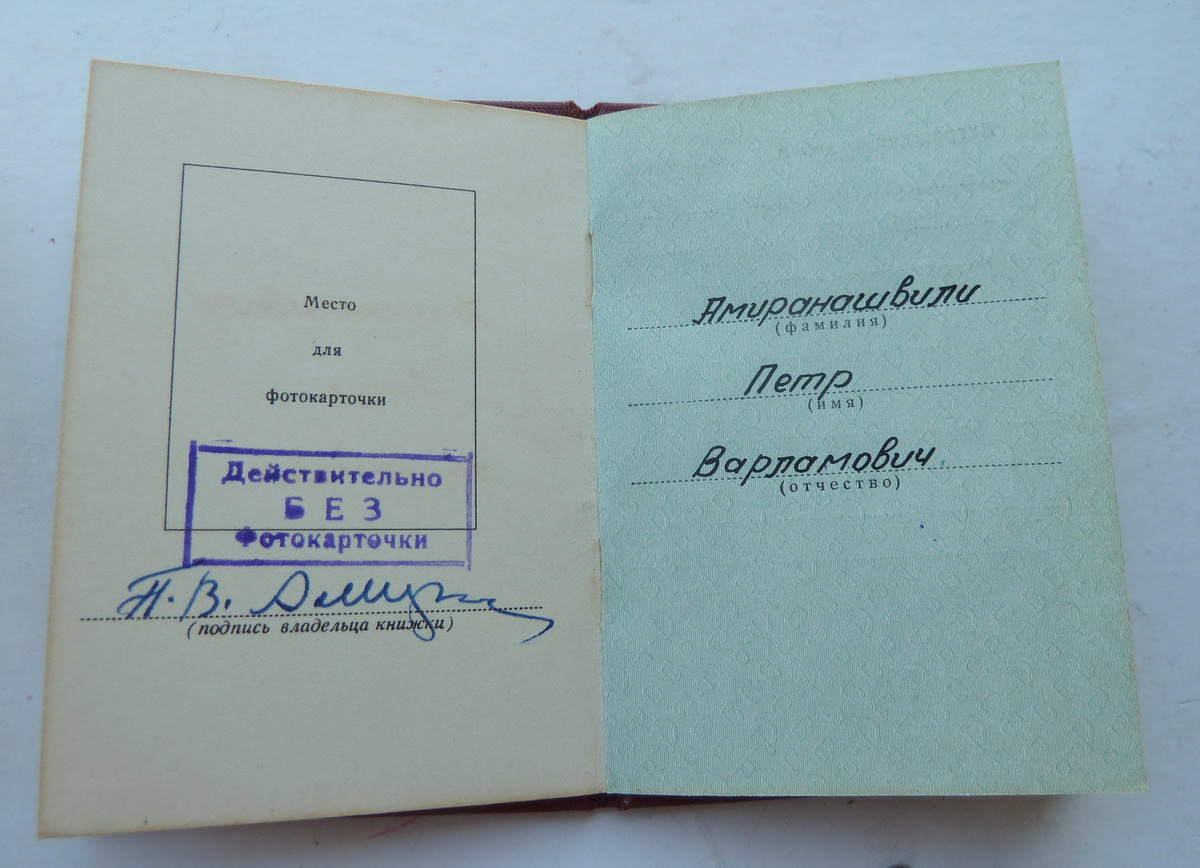 Место
для
фотокарточки
Действительно
БЕЗ
Фотокарточки
П. В.
(подпись владельца книжки)
Амиранашвили
(фамилия)
Петр
(имя)
Варламович
(отчество)